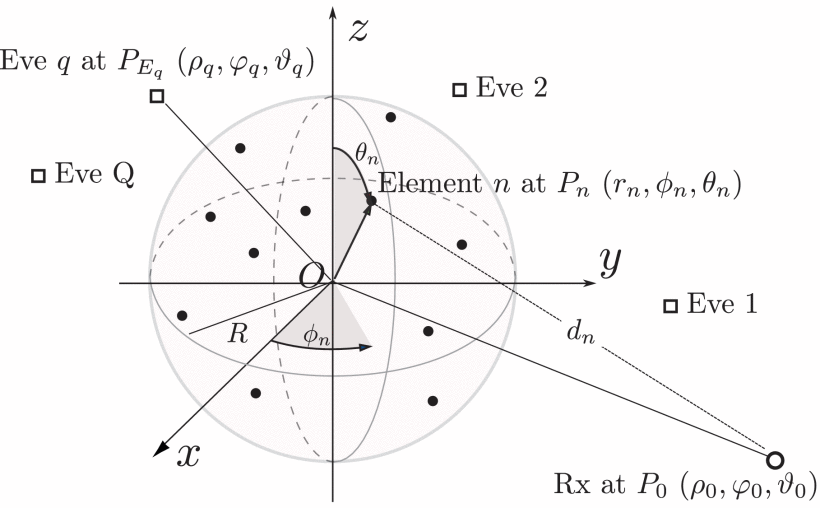 z
Eve q at P_{E_q} (ρ_q, φ_q, ϑ_q)
Eve 2
θ_n
Eve Q
Element n at P_n (r_n, ϕ_n, θ_n)
O
y
Eve 1
R
ϕ_n
d_n
x
Rx at P_0 (ρ_0, φ_0, ϑ_0)